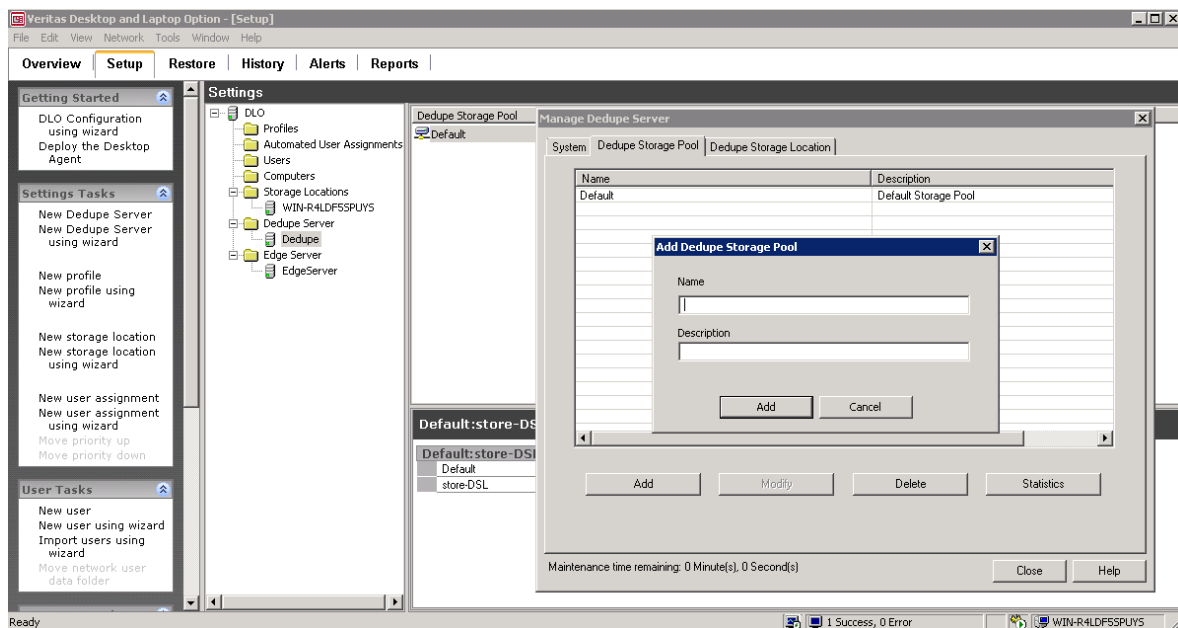 Veritas Desktop and Laptop Option - [Setup]
File Edit View Network Tools Window Help
Overview Setup Restore History Alerts Reports
Getting Started
DLO Configuration
using wizard
Deploy the Desktop
Agent
Settings Tasks
New Dedupe Server
New Dedupe Server
using wizard
New profile
New profile using
wizard
New storage location
New storage location
using wizard
New user assignment
New user assignment
using wizard
Move priority up
Move priority down
User Tasks
New user
New user using wizard
Import users using
wizard
Move network user
data folder
Settings
DLO
Profiles
Automated User Assignments
Users
Computers
Storage Locations
WIN-R4LDF5SPUYS
Dedupe Server
Dedupe
Edge Server
EdgeServer
Dedupe Storage Pool
Default
Default:store-DS
Default:store-DSL
Default
store-DSL
Manage Dedupe Server
System Dedupe Storage Pool Dedupe Storage Location
Name Description
Default Default Storage Pool
Add Dedupe Storage Pool
Name
Description
Add Cancel
Add Modify Delete Statistics
Maintenance time remaining: 0 Minute(s), 0 Second(s)
Close Help
Ready
1 Success, 0 Error
WIN-R4LDF5SPUYS